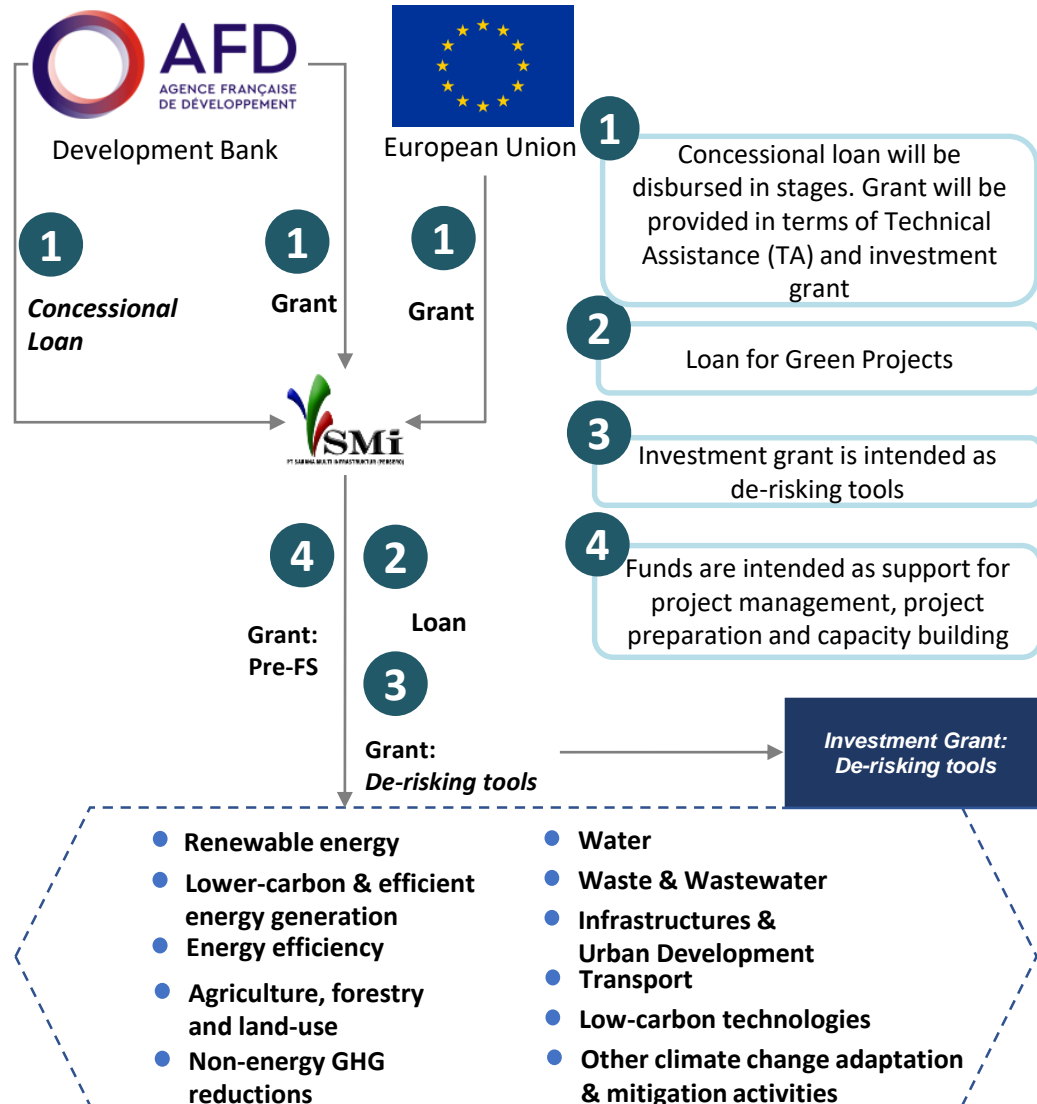 AFD
AGENCE FRANÇAISE
DE DÉVELOPPEMENT
Development Bank
European Union
1
Concessional
Loan
1
Grant
1
Grant
SMi
PT SARANA MULTI INFRASTRUKTUR (PERSERO)
1
Concessional loan will be
disbursed in stages. Grant will be
provided in terms of Technical
Assistance (TA) and investment
grant
2
Loan for Green Projects
3
Investment grant is intended as
de-risking tools
4
Funds are intended as support for
project management, project
preparation and capacity building
4
Grant:
Pre-FS
2
Loan
3
Grant:
De-risking tools
Investment Grant:
De-risking tools
Renewable energy
Lower-carbon & efficient
energy generation
Energy efficiency
Agriculture, forestry
and land-use
Non-energy GHG
reductions
Water
Waste & Wastewater
Infrastructures &
Urban Development
Transport
Low-carbon technologies
Other climate change adaptation
& mitigation activities